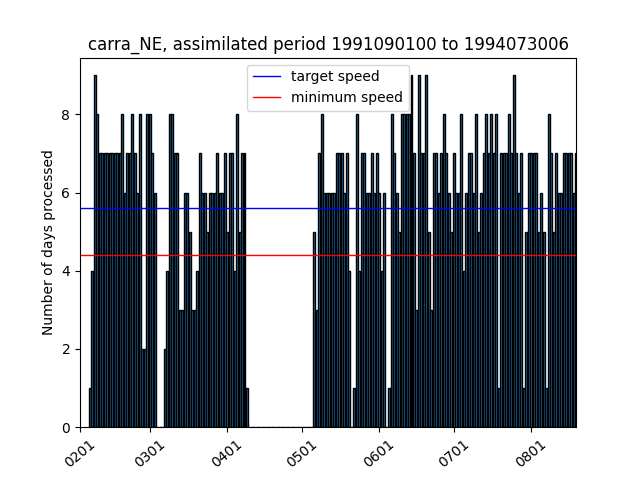 carra_NE, assimilated period 1991090100 to 1994073006
target speed
minimum speed
Number of days processed
8
6
4
2
0
0201 0301 0401 0501 0601 0701 0801